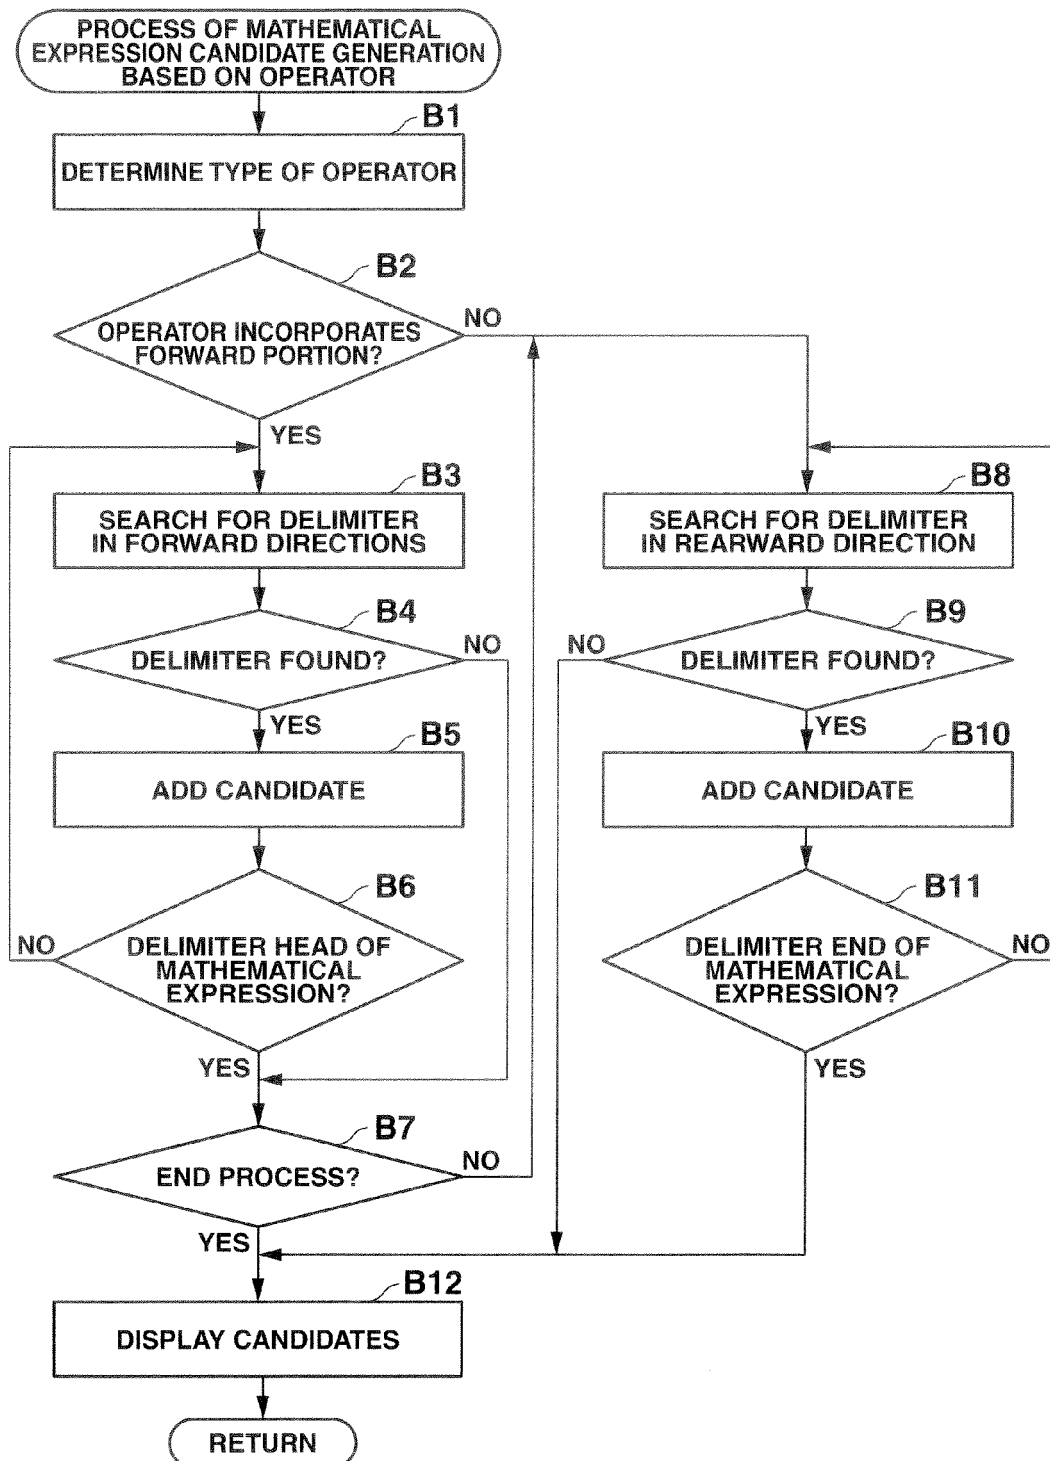 PROCESS OF MATHEMATICAL
EXPRESSION CANDIDATE GENERATION
BASED ON OPERATOR
B1
DETERMINE TYPE OF OPERATOR
B2
OPERATOR INCORPORATES
FORWARD PORTION?
NO
YES
B3
SEARCH FOR DELIMITER
IN FORWARD DIRECTIONS
B4
DELIMITER FOUND?
NO
YES
B5
ADD CANDIDATE
B6
DELIMITER HEAD OF
MATHEMATICAL
EXPRESSION?
NO
YES
B7
END PROCESS?
NO
YES
B8
SEARCH FOR DELIMITER
IN REARWARD DIRECTION
B9
DELIMITER FOUND?
NO
YES
B10
ADD CANDIDATE
B11
DELIMITER END OF
MATHEMATICAL
EXPRESSION?
NO
YES
B12
DISPLAY CANDIDATES
RETURN